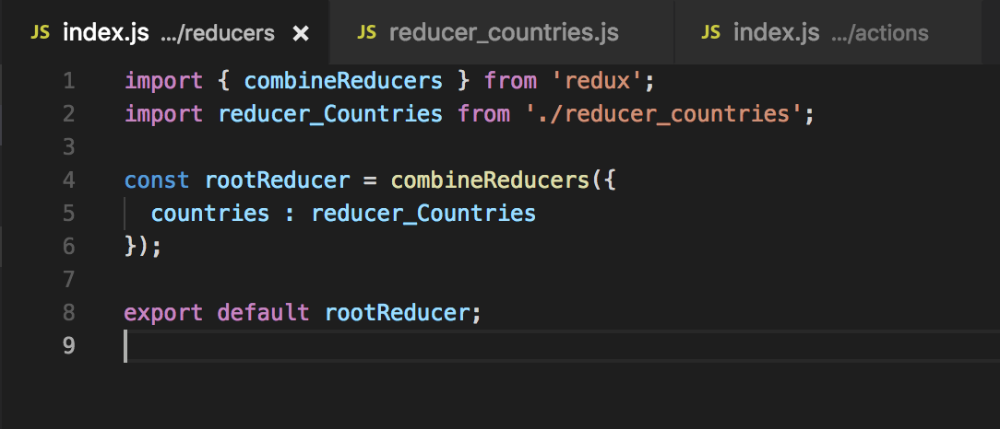 JS index.js …/reducers × JS reducer_countries.js JS index.js …/actions
1 import { combineReducers } from 'redux';
2 import reducer_Countries from './reducer_countries';
3
4 const rootReducer = combineReducers({
5   countries : reducer_Countries
6 });
7
8 export default rootReducer;
9